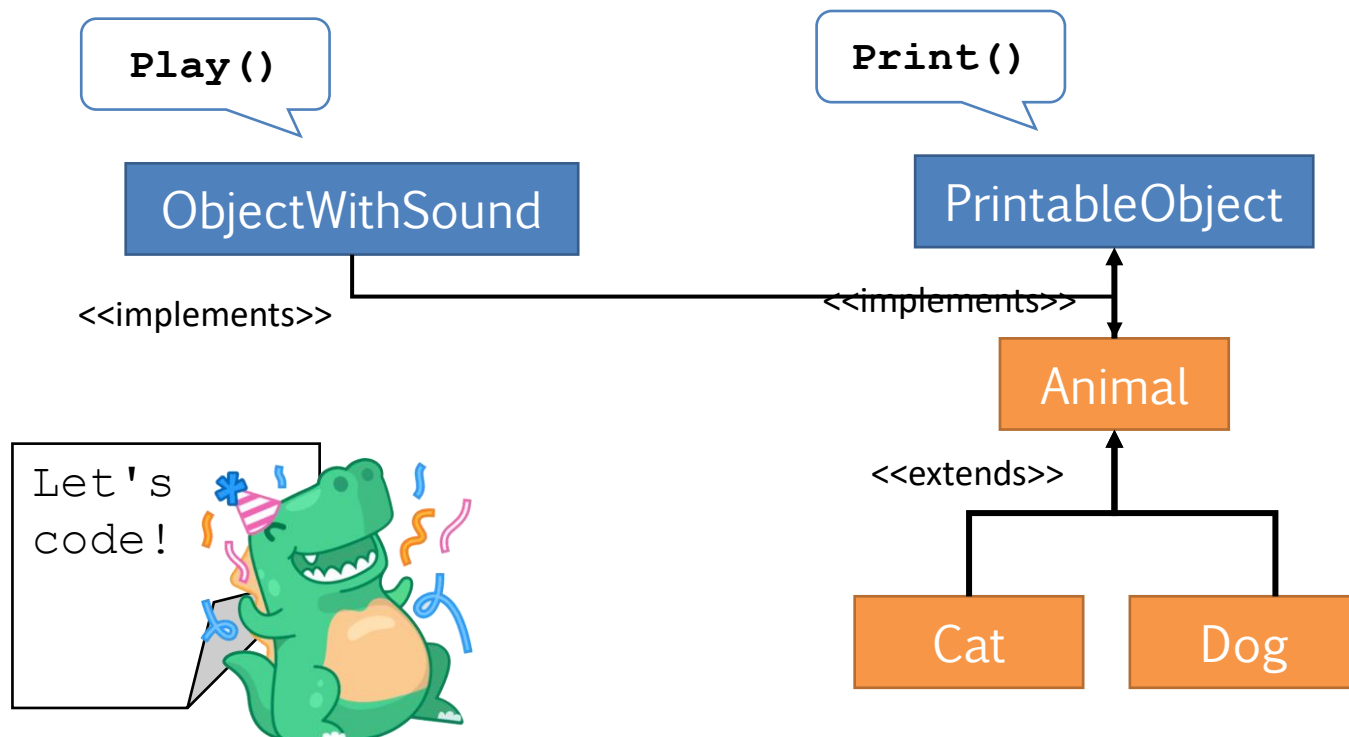 Play()
Print()
ObjectWithSound
PrintableObject
<<implements>>
<<implements>>
Animal
<<extends>>
Let's
code!
Cat
Dog